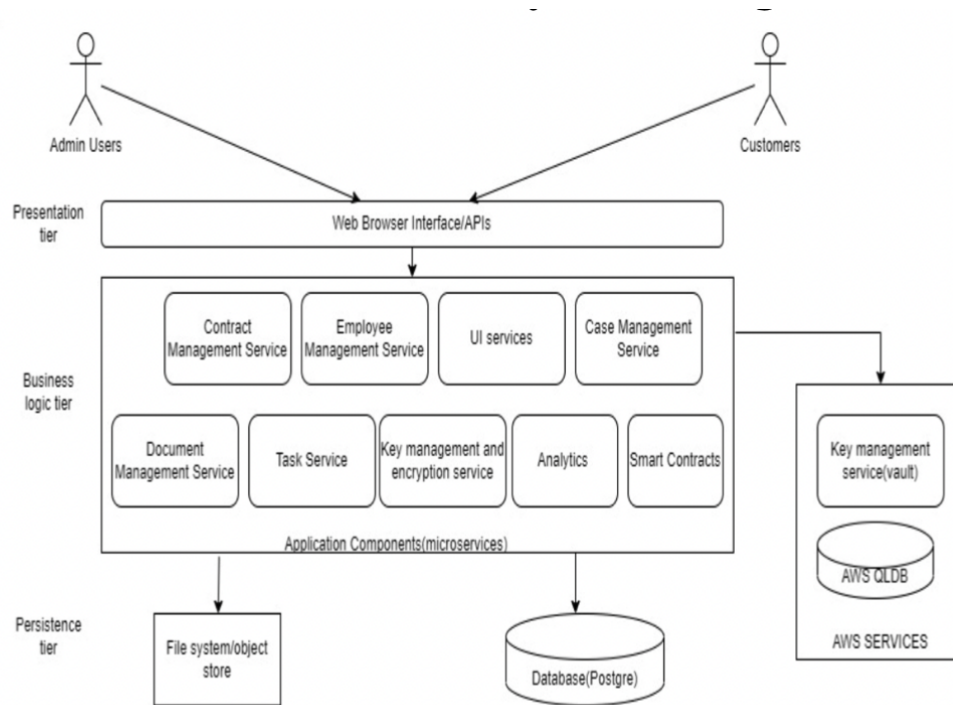 Admin Users
Customers
Presentation
tier
Web Browser Interface/APIs
Business
logic tier
Contract
Management Service
Employee
Management Service
UI services
Case Management
Service
Document
Management Service
Task Service
Key management and
encryption service
Analytics
Smart Contracts
Application Components(microservices)
Key management
service(vault)
AWS QLDB
AWS SERVICES
Persistence
tier
File system/object
store
Database(Postgre)